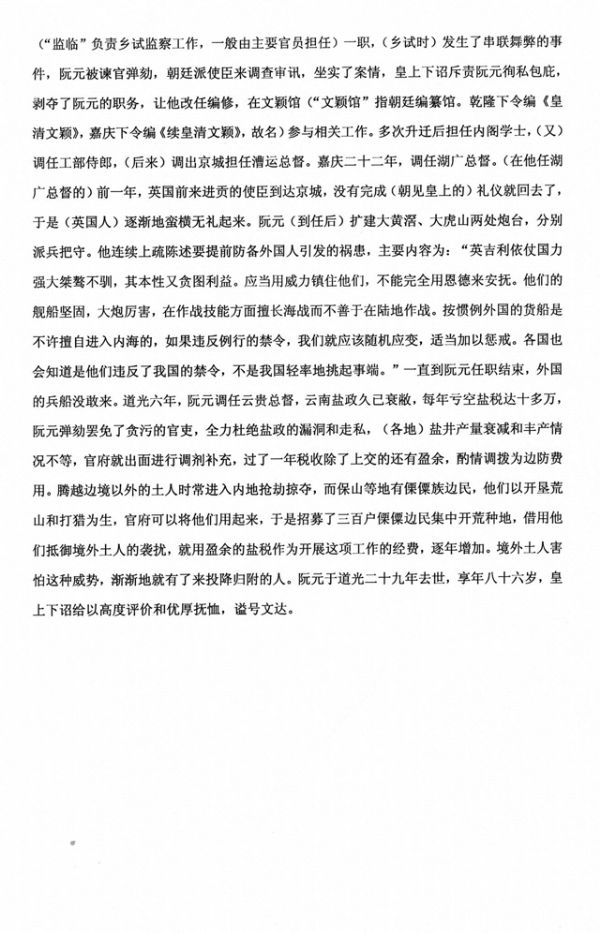 （“监临”负责乡试监察工作，一般由主要官员担任）一职，（乡试时）发生了串联舞弊的事
件，阮元被谏官弹劾，朝廷派使臣来调查审讯，坐实了案情，皇上下诏斥责阮元徇私包庇，
剥夺了阮元的职务，让他改任编修，在文颖馆（“文颖馆”指朝廷编纂馆。乾隆下令编《皇
清文颖》，嘉庆下令编《续皇清文颖》，故名）参与相关工作。多次升迁后担任内阁学士，（又）
调任工部侍郎，（后来）调出京城担任漕运总督。嘉庆二十二年，调任湖广总督。（在他任湖
广总督的）前一年，英国前来进贡的使臣到达京城，没有完成（朝见皇上的）礼仪就回去了，
于是（英国人）逐渐地蛮横无礼起来。阮元（到任后）扩建大黄滘、大虎山两处炮台，分别
派兵把守。他连续上疏陈述要提前防备外国人引发的祸患，主要内容为：“英吉利依仗国力
强大桀骜不驯，其本性又贪图利益。应当用威力镇住他们，不能完全用恩德来安抚。他们的
舰船坚固，大炮厉害，在作战技能方面擅长海战而不善于在陆地作战。按惯例外国的货船是
不许擅自进入内海的，如果违反例行的禁令，我们就应该随机应变，适当加以惩戒。各国也
会知道是他们违反了我国的禁令，不是我国轻率地挑起事端。”一直到阮元任职结束，外国
的兵船没敢来。道光六年，阮元调任云贵总督，云南盐政久已衰敝，每年亏空盐税达十多万，
阮元弹劾罢免了贪污的官吏，全力杜绝盐政的漏洞和走私，（各地）盐井产量衰减和丰产情
况不等，官府就出面进行调剂补充，过了一年税收除了上交的还有盈余，酌情调拨为边防费
用。腾越边境以外的土人时常进入内地抢劫掠夺，而保山等地有傈僳族边民，他们以开垦荒
山和打猎为生，官府可以将他们用起来，于是招募了三百户傈僳边民集中开荒种地，借用他
们抵御境外土人的袭扰，就用盈余的盐税作为开展这项工作的经费，逐年增加。境外土人害
怕这种威势，渐渐地就有了来投降归附的人。阮元于道光二十九年去世，享年八十六岁，皇
上下诏给以高度评价和优厚抚恤，谥号文达。